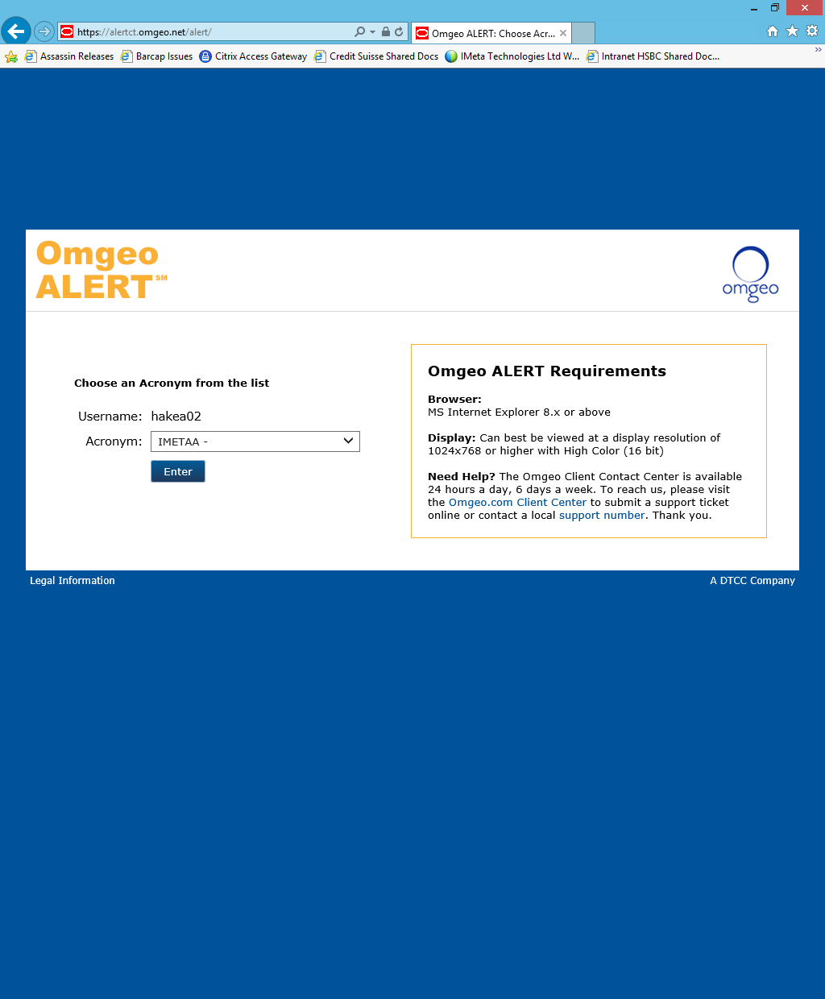 https://alertct.omgeo.net/alert/
Omgeo ALERT: Choose Acr...
Assassin Releases
Barcap Issues
Citrix Access Gateway
Credit Suisse Shared Docs
IMeta Technologies Ltd W...
Intranet HSBC Shared Doc...
Omgeo
ALERT SM
omgeo
Choose an Acronym from the list
Username: hakea02
Acronym: IMETAA -
Enter
Omgeo ALERT Requirements
Browser:
MS Internet Explorer 8.x or above
Display: Can best be viewed at a display resolution of
1024x768 or higher with High Color (16 bit)
Need Help? The Omgeo Client Contact Center is available
24 hours a day, 6 days a week. To reach us, please visit
the Omgeo.com Client Center to submit a support ticket
online or contact a local support number. Thank you.
Legal Information
A DTCC Company